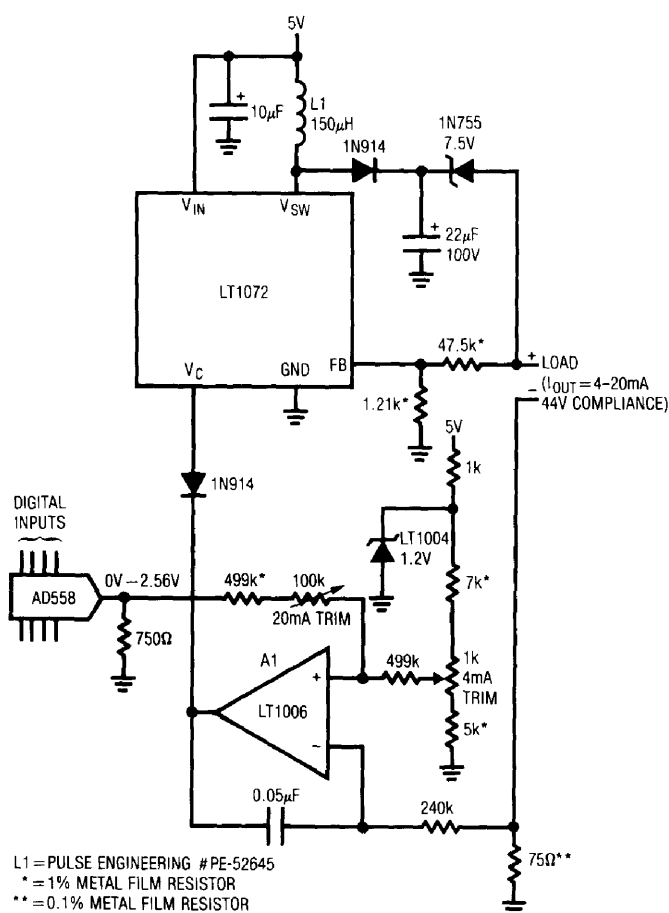 5V
10μF
+
L1
150μH
1N914
1N755
7.5V
VIN
VSW
+
22μF
100V
LT1072
47.5k*
FB
VC
GND
+
LOAD
−
(IOUT = 4–20mA
44V COMPLIANCE)
1.21k*
5V
1k
1N914
DIGITAL
INPUTS
LT1004
1.2V
0V – 2.56V
499k*
100k
7k*
AD558
20mA TRIM
750Ω
A1
1k
4mA
TRIM
+
499k
LT1006
5k*
−
0.05μF
240k
75Ω**
L1 = PULSE ENGINEERING #PE-52645
* = 1% METAL FILM RESISTOR
** = 0.1% METAL FILM RESISTOR